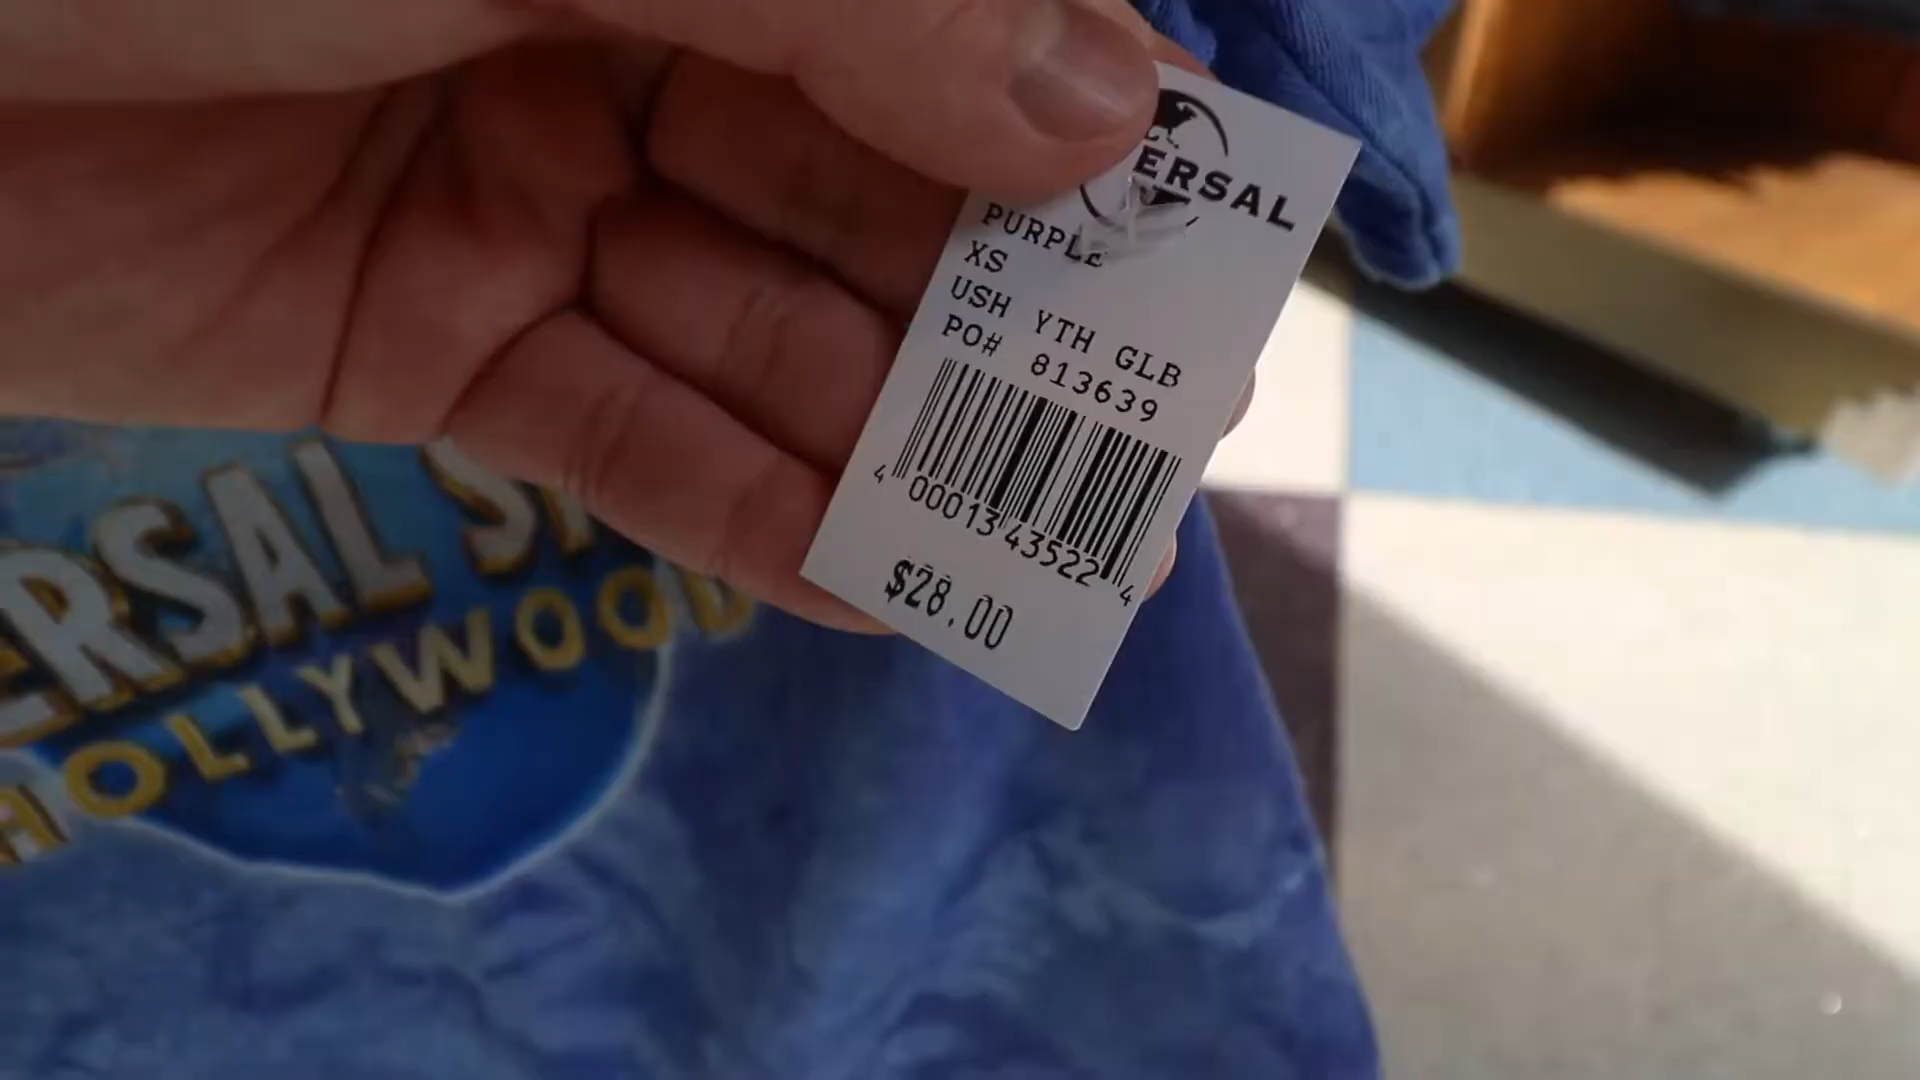 ERSAL
PURPLE
XS
USH YTH GLB
PO# 813639
4 00013 43522 4
$28.00
ERSAL S
HOLLYWOOD